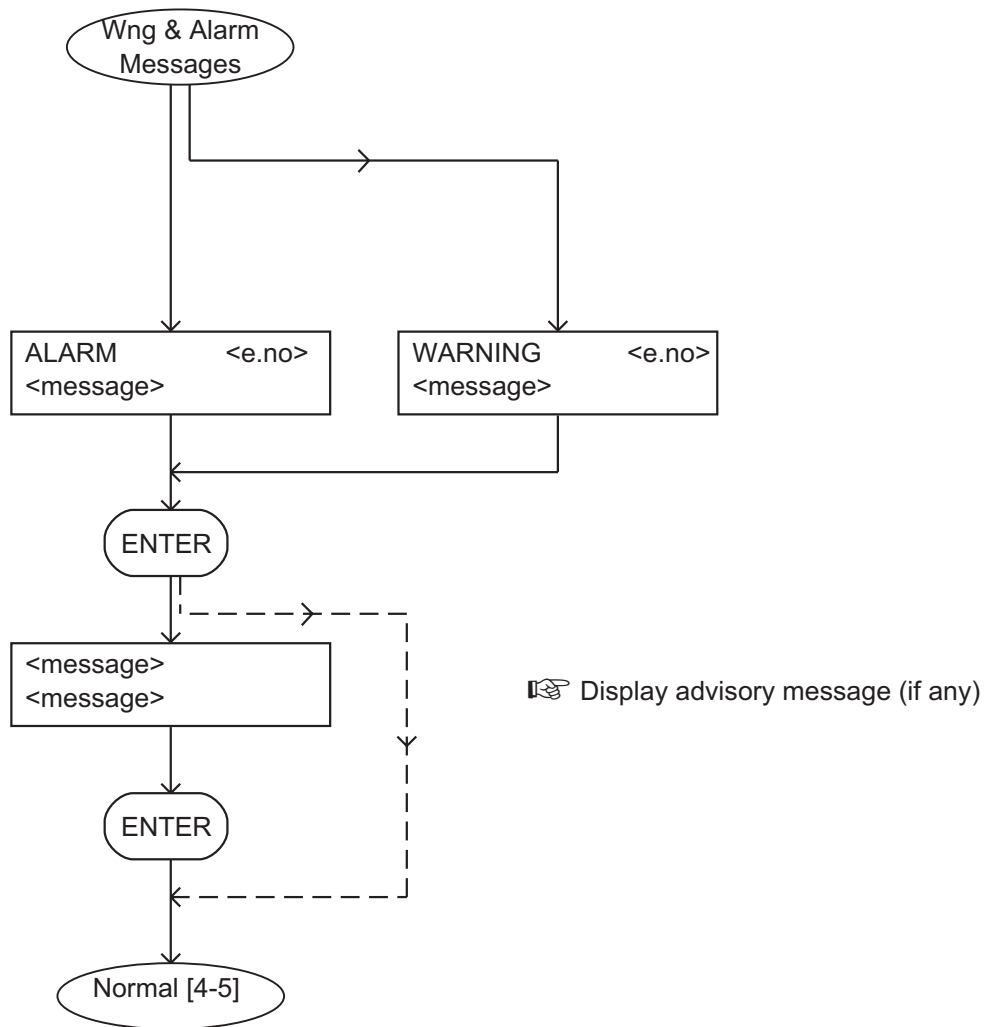 Wng & Alarm
Messages
ALARM <e.no>
<message>
WARNING <e.no>
<message>
ENTER
<message>
<message>
☞ Display advisory message (if any)
ENTER
Normal [4-5]